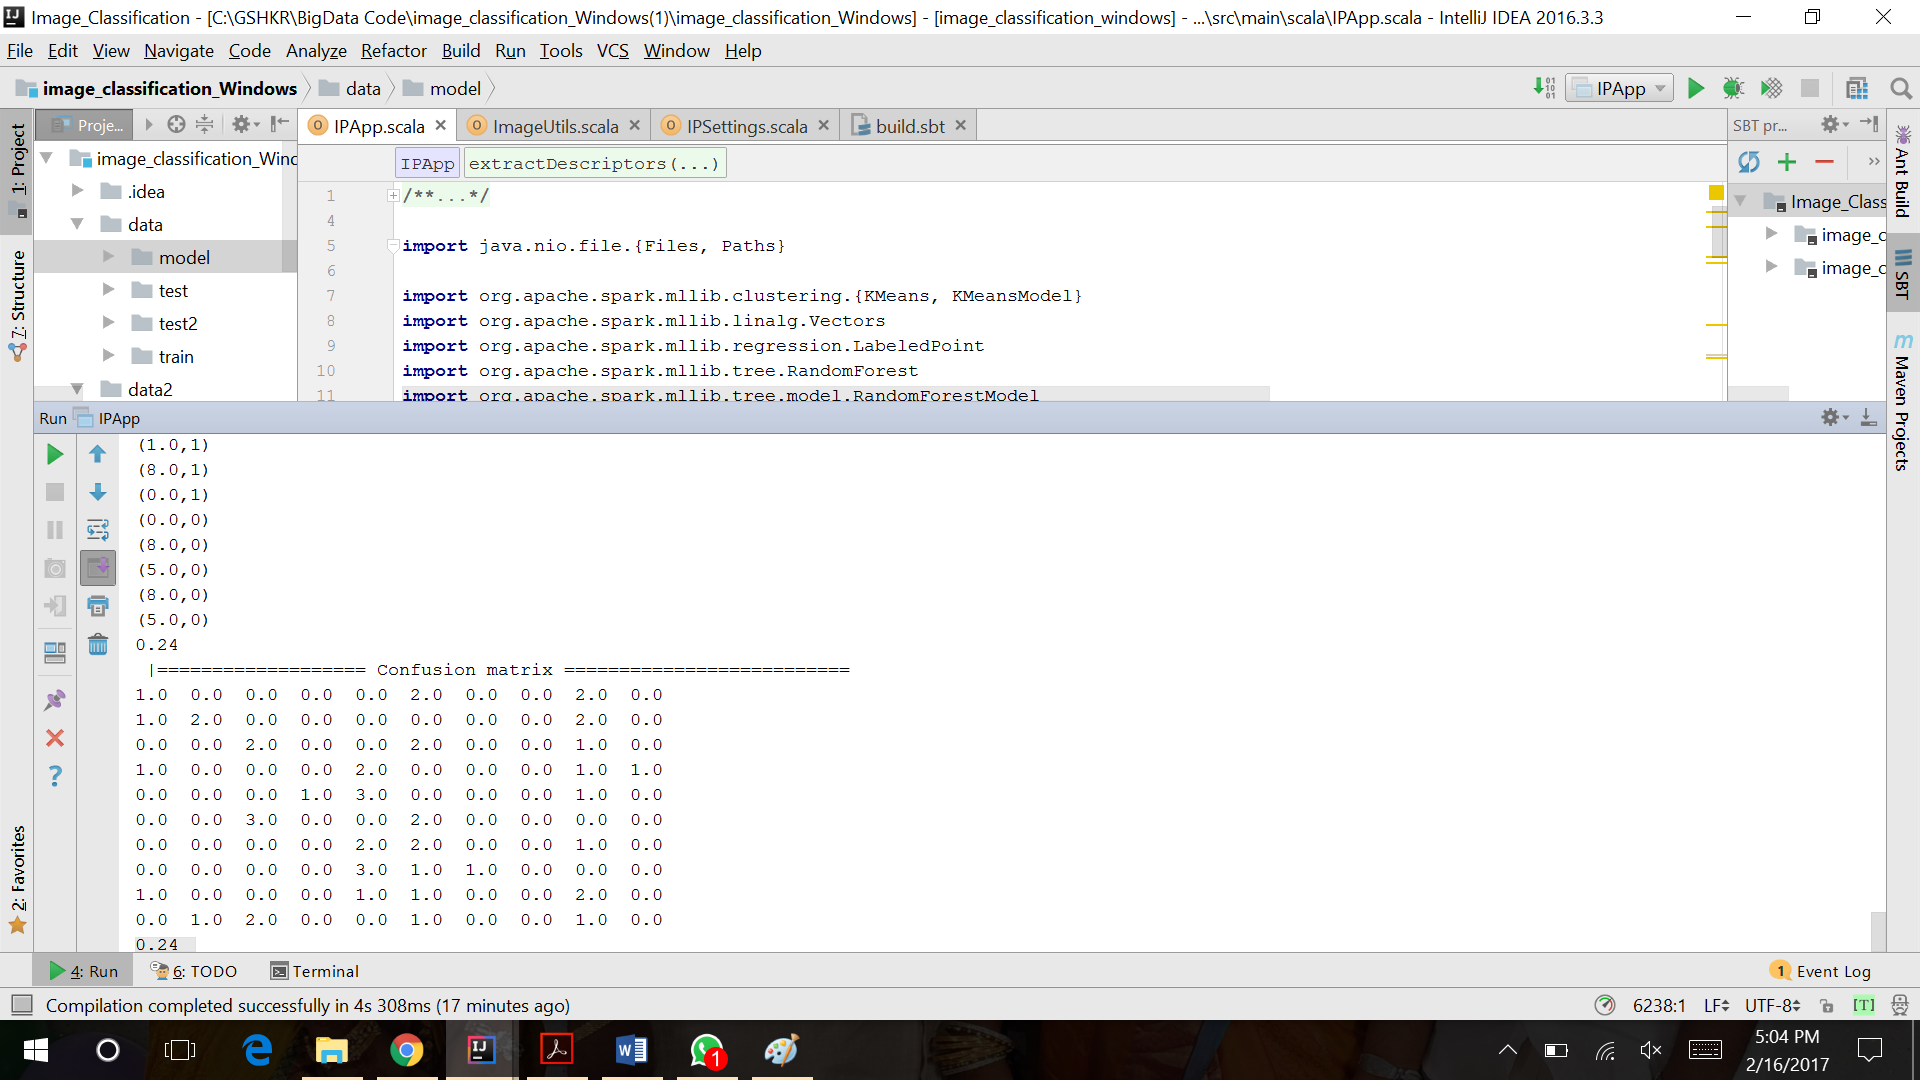 Image_Classification - [C:\GSHKR\BigData Code\image_classification_Windows(1)\image_classification_Windows] - [image_classification_windows] - ...\src\main\scala\IPApp.scala - IntelliJ IDEA 2016.3.3
File Edit View Navigate Code Analyze Refactor Build Run Tools VCS Window Help
image_classification_Windows data model IPApp
Proje... IPApp.scala ImageUtils.scala IPSettings.scala build.sbt SBT pr...
1: Project
7: Structure
2: Favorites
image_classification_Winc
.idea
data
model
test
test2
train
data2
IPApp extractDescriptors(...)
1 /**...*/
4
5 import java.nio.file.{Files, Paths}
6
7 import org.apache.spark.mllib.clustering.{KMeans, KMeansModel}
8 import org.apache.spark.mllib.linalg.Vectors
9 import org.apache.spark.mllib.regression.LabeledPoint
10 import org.apache.spark.mllib.tree.RandomForest
11 import org.apache.spark.mllib.tree.model.RandomForestModel
Image_Class
image_c
image_c
Ant Build
SBT
Maven Projects
Run IPApp
(1.0,1)
(8.0,1)
(0.0,1)
(0.0,0)
(8.0,0)
(5.0,0)
(8.0,0)
(5.0,0)
0.24
|=================== Confusion matrix ==========================
1.0 0.0 0.0 0.0 0.0 2.0 0.0 0.0 2.0 0.0
1.0 2.0 0.0 0.0 0.0 0.0 0.0 0.0 2.0 0.0
0.0 0.0 2.0 0.0 0.0 2.0 0.0 0.0 1.0 0.0
1.0 0.0 0.0 0.0 2.0 0.0 0.0 0.0 1.0 1.0
0.0 0.0 0.0 1.0 3.0 0.0 0.0 0.0 1.0 0.0
0.0 0.0 3.0 0.0 0.0 2.0 0.0 0.0 0.0 0.0
0.0 0.0 0.0 0.0 2.0 2.0 0.0 0.0 1.0 0.0
0.0 0.0 0.0 0.0 3.0 1.0 1.0 0.0 0.0 0.0
1.0 0.0 0.0 0.0 1.0 1.0 0.0 0.0 2.0 0.0
0.0 1.0 2.0 0.0 0.0 1.0 0.0 0.0 1.0 0.0
0.24
4: Run 6: TODO Terminal 1 Event Log
Compilation completed successfully in 4s 308ms (17 minutes ago) 6238:1 LF UTF-8 [T]
1
5:04 PM
2/16/2017